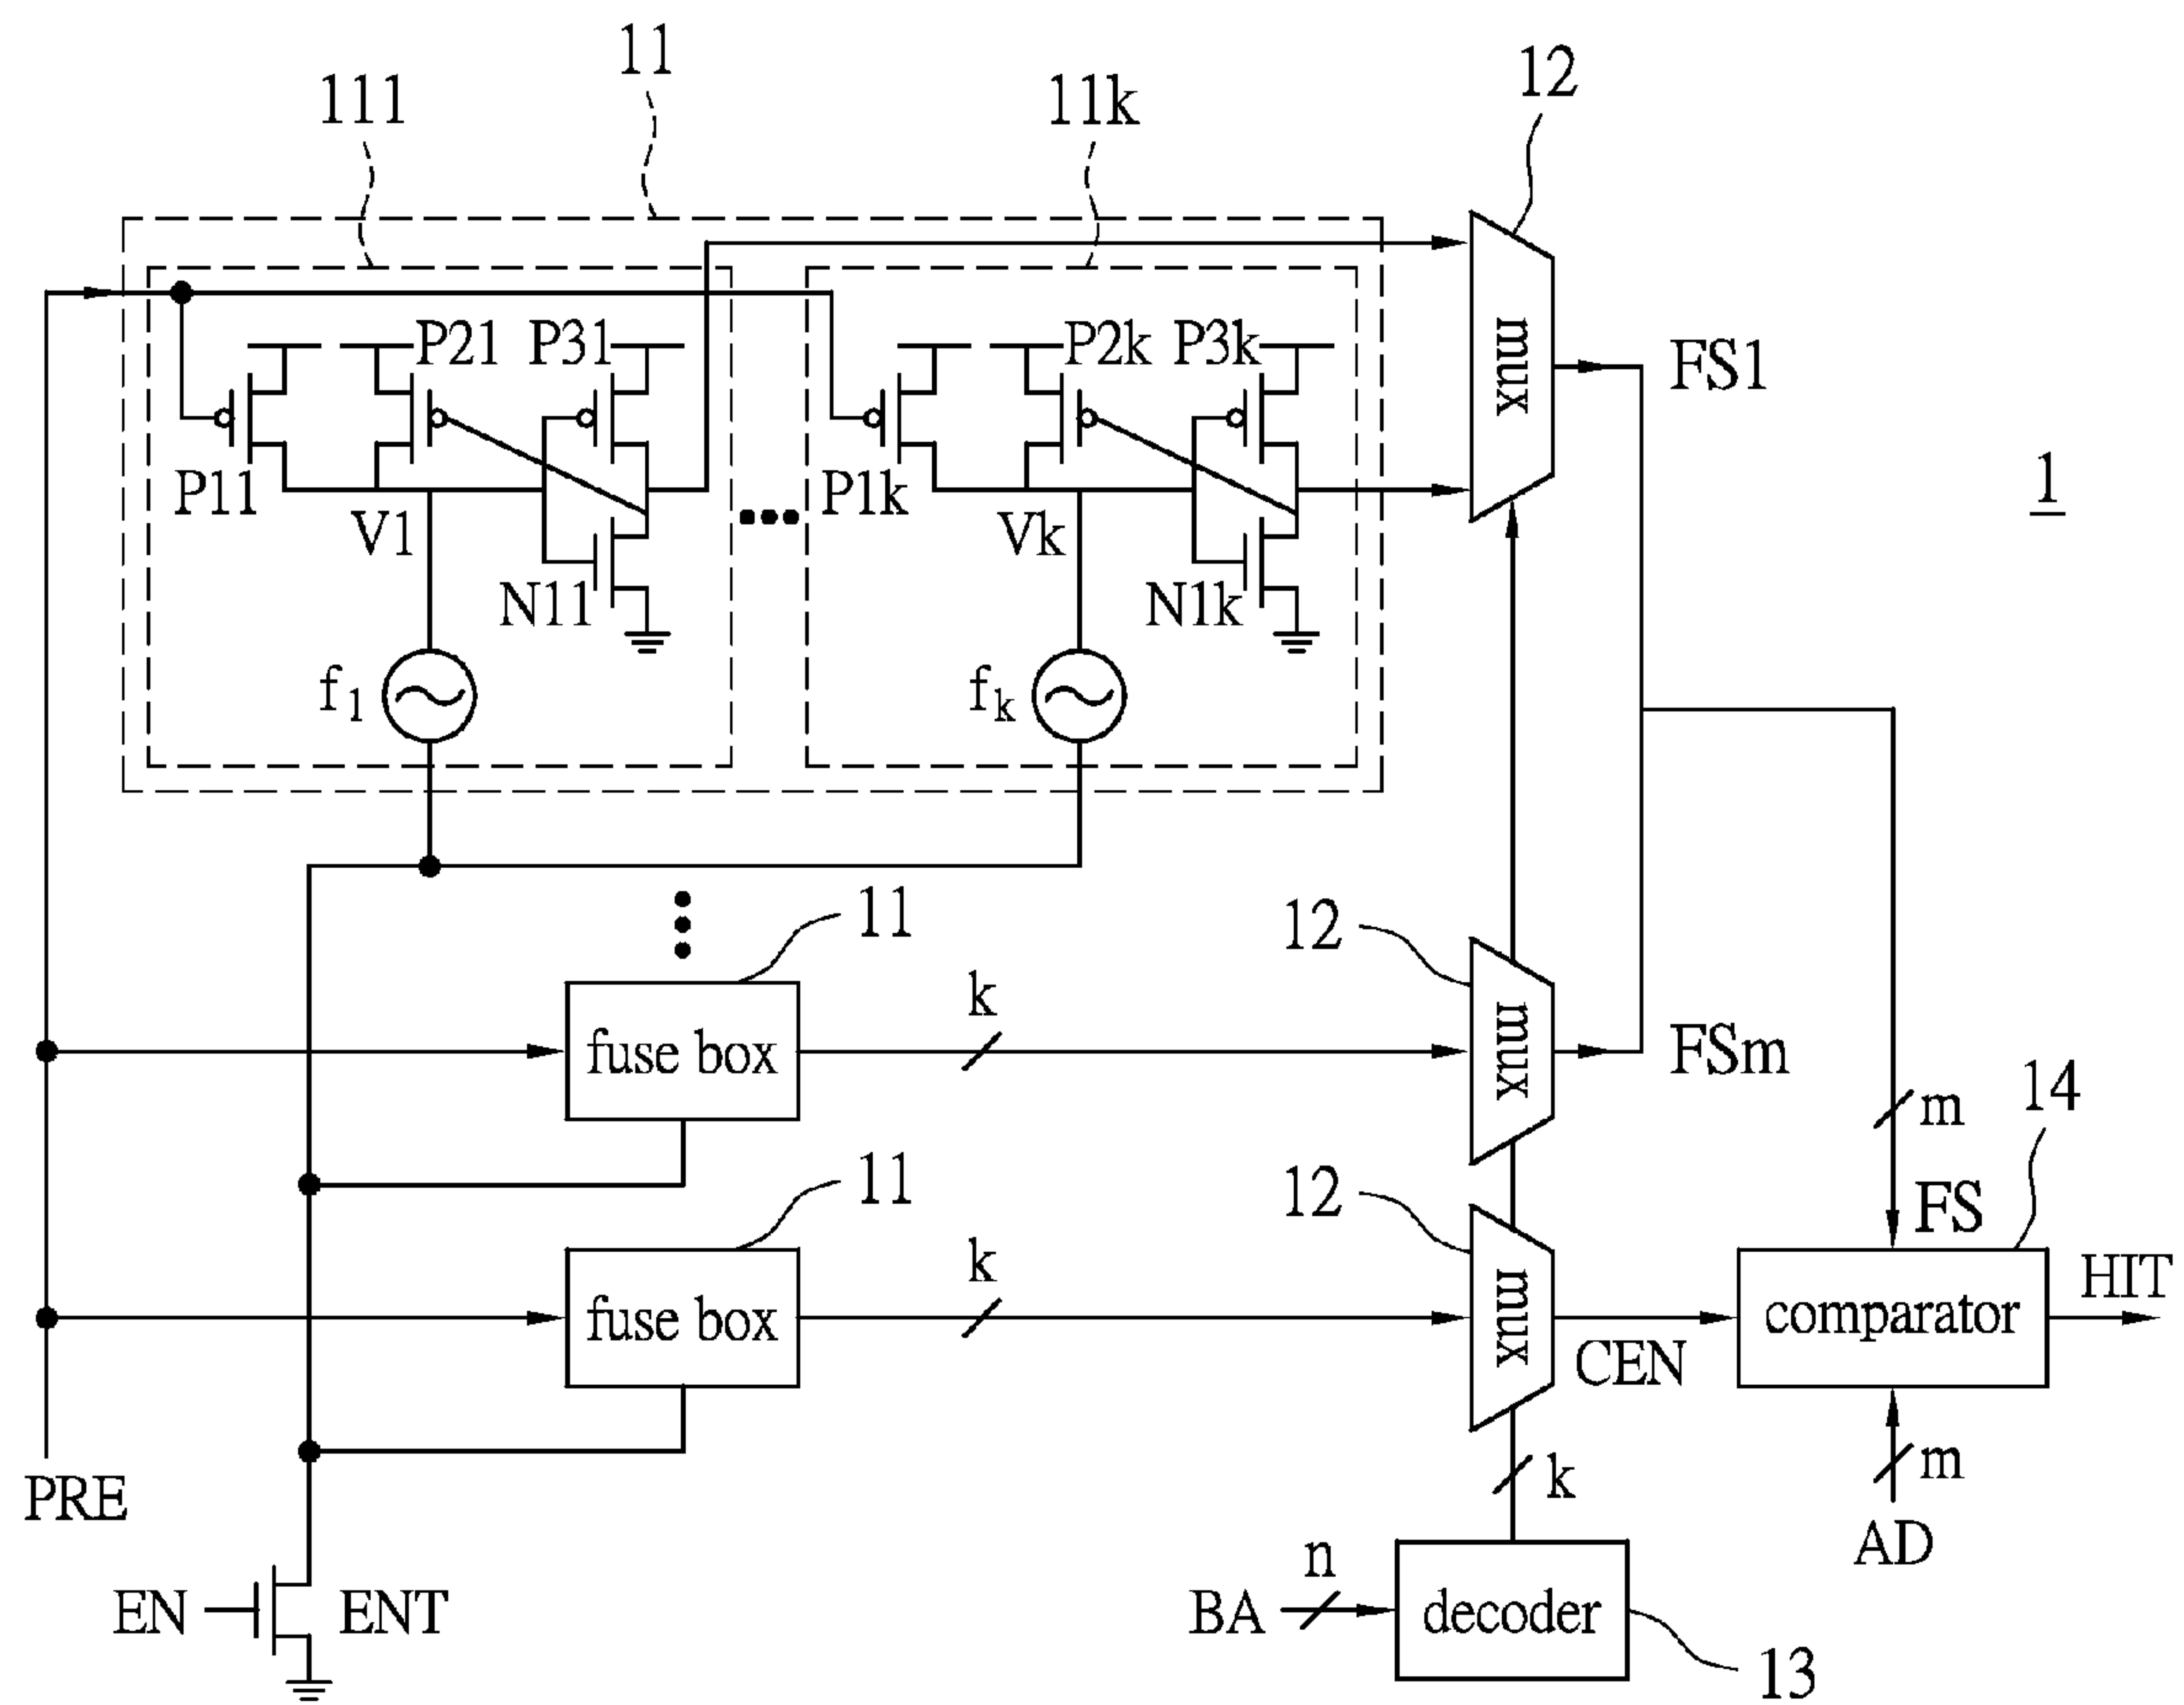 11
111
11k
12
P21
P31
P2k
P3k
mux
FS1
P11
V1
N11
P1k
Vk
N1k
1
f1
fk
11
k
12
fuse box
mux
FSm
m
14
11
k
12
FS
fuse box
mux
CEN
comparator
HIT
PRE
k
m
AD
EN
ENT
n
BA
decoder
13